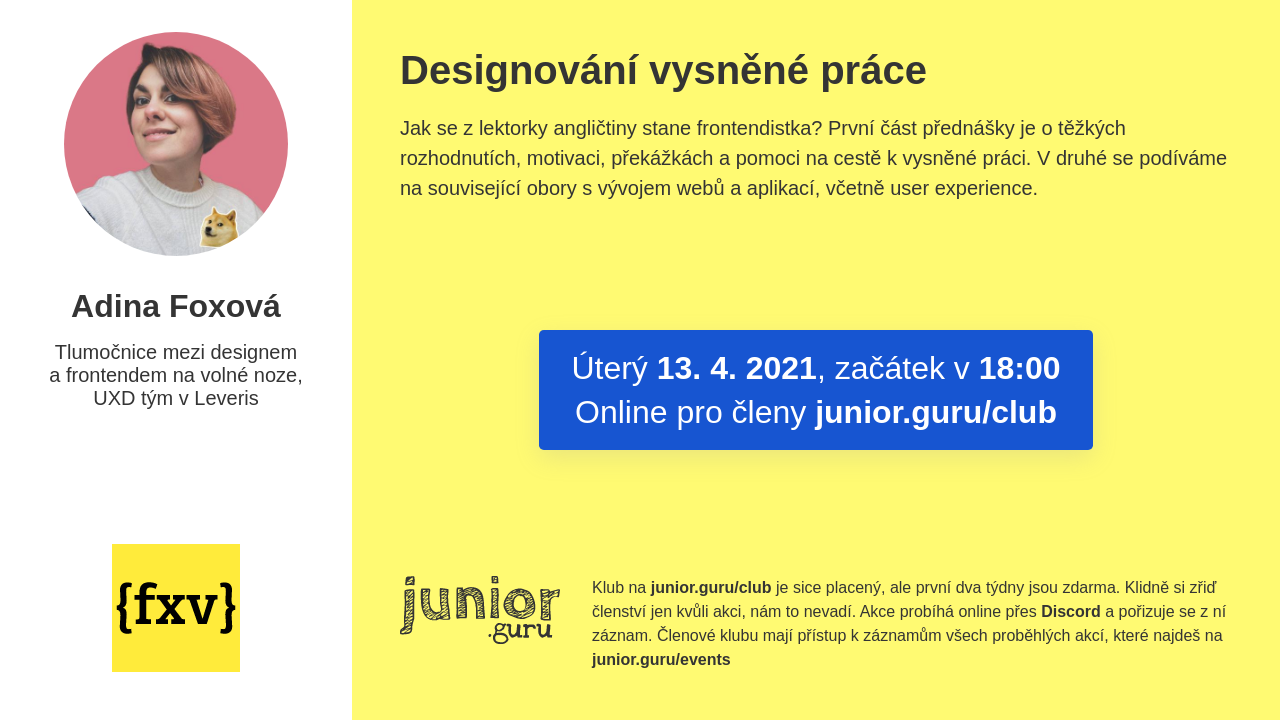 Adina Foxová
Tlumočnice mezi designem
a frontendem na volné noze,
UXD tým v Leveris
{fxv}
Designování vysněné práce
Jak se z lektorky angličtiny stane frontendistka? První část přednášky je o těžkých
rozhodnutích, motivaci, překážkách a pomoci na cestě k vysněné práci. V druhé se podíváme
na související obory s vývojem webů a aplikací, včetně user experience.
Úterý 13. 4. 2021, začátek v 18:00
Online pro členy junior.guru/club
junior
.guru
Klub na junior.guru/club je sice placený, ale první dva týdny jsou zdarma. Klidně si zřiď
členství jen kvůli akci, nám to nevadí. Akce probíhá online přes Discord a pořizuje se z ní
záznam. Členové klubu mají přístup k záznamům všech proběhlých akcí, které najdeš na
junior.guru/events